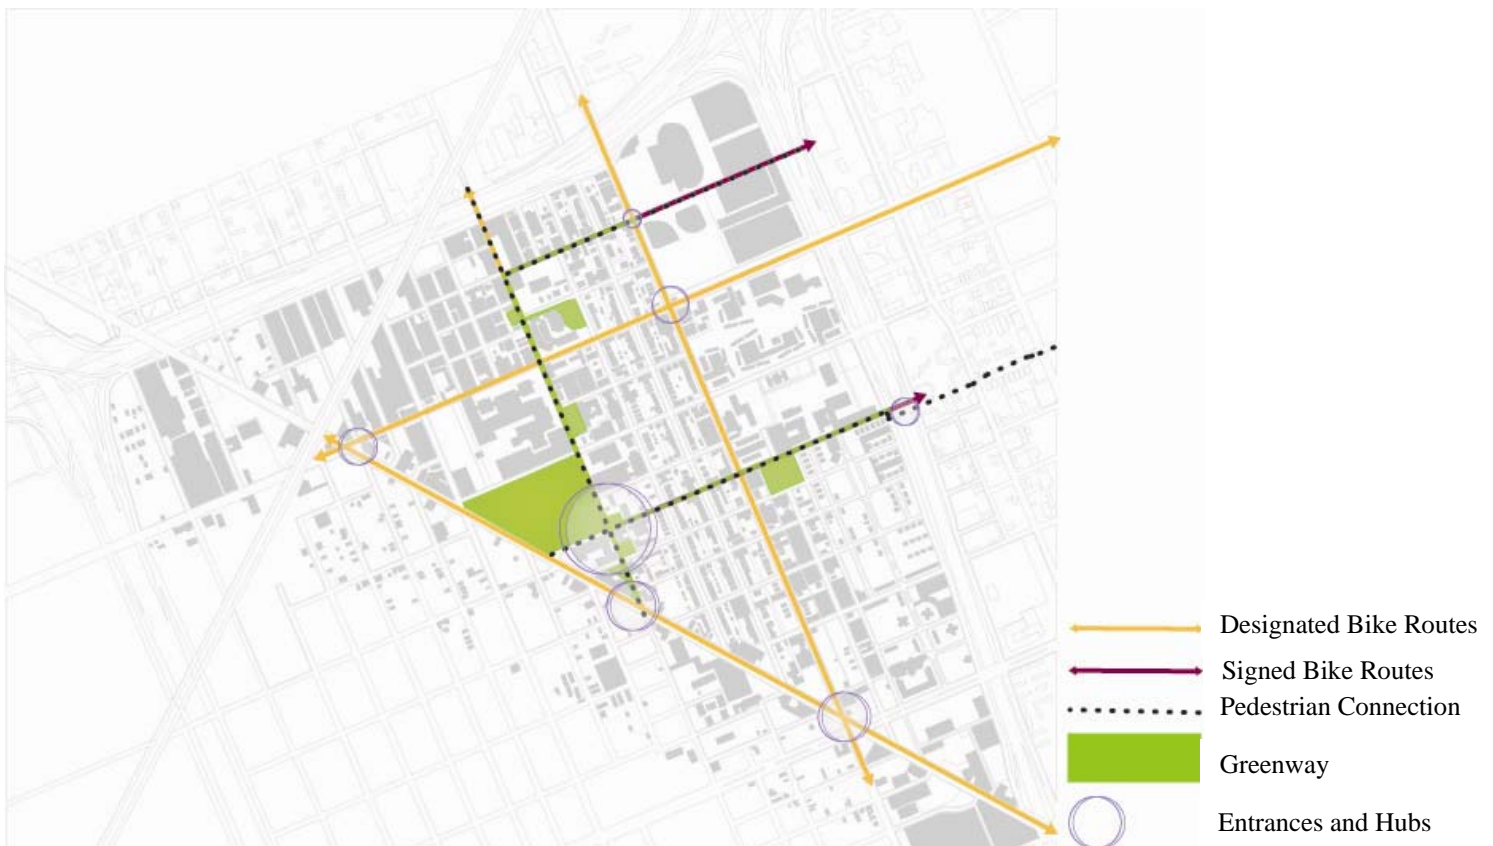 Designated Bike Routes
Signed Bike Routes
Pedestrian Connection
Greenway
Entrances and Hubs